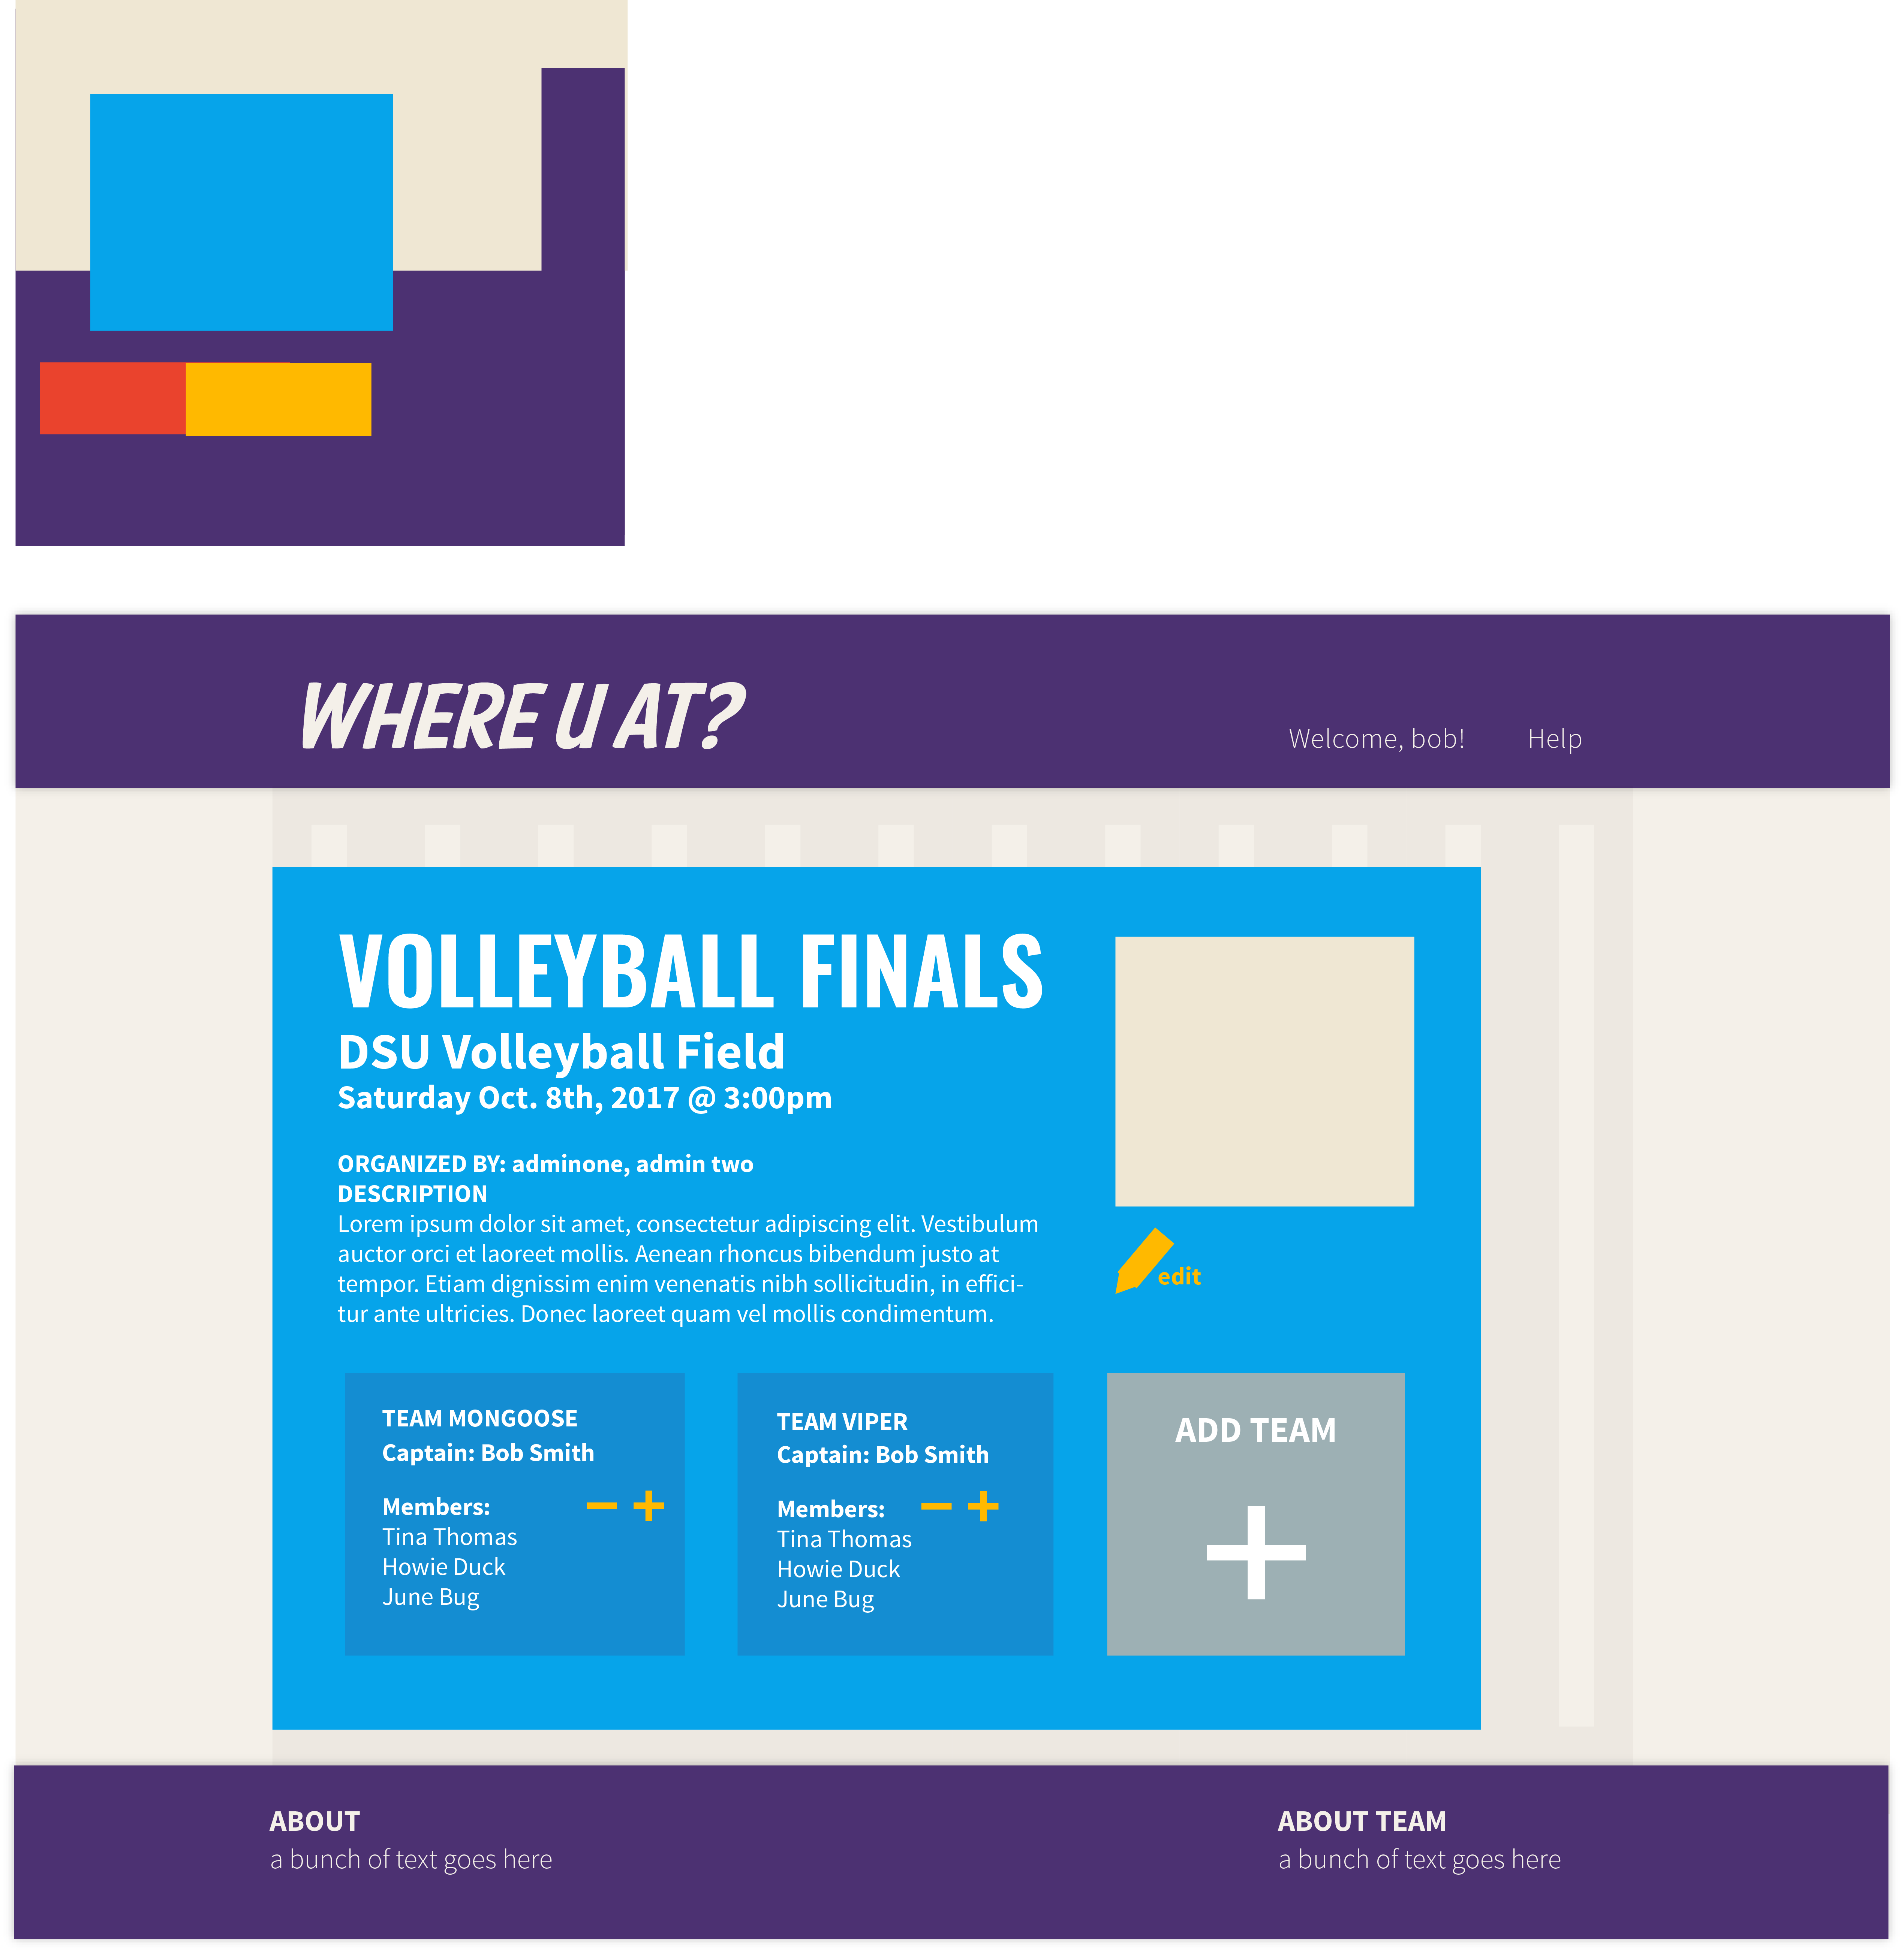 WHERE U AT?
Welcome, bob! Help
VOLLEYBALL FINALS
DSU Volleyball Field
Saturday Oct. 8th, 2017 @ 3:00pm
ORGANIZED BY: adminone, admin two
DESCRIPTION
Lorem ipsum dolor sit amet, consectetur adipiscing elit. Vestibulum
auctor orci et laoreet mollis. Aenean rhoncus bibendum justo at
tempor. Etiam dignissim enim venenatis nibh sollicitudin, in effici-
tur ante ultricies. Donec laoreet quam vel mollis condimentum.
edit
TEAM MONGOOSE
Captain: Bob Smith
Members:
Tina Thomas
Howie Duck
June Bug
TEAM VIPER
Captain: Bob Smith
Members:
Tina Thomas
Howie Duck
June Bug
ADD TEAM
ABOUT
a bunch of text goes here
ABOUT TEAM
a bunch of text goes here